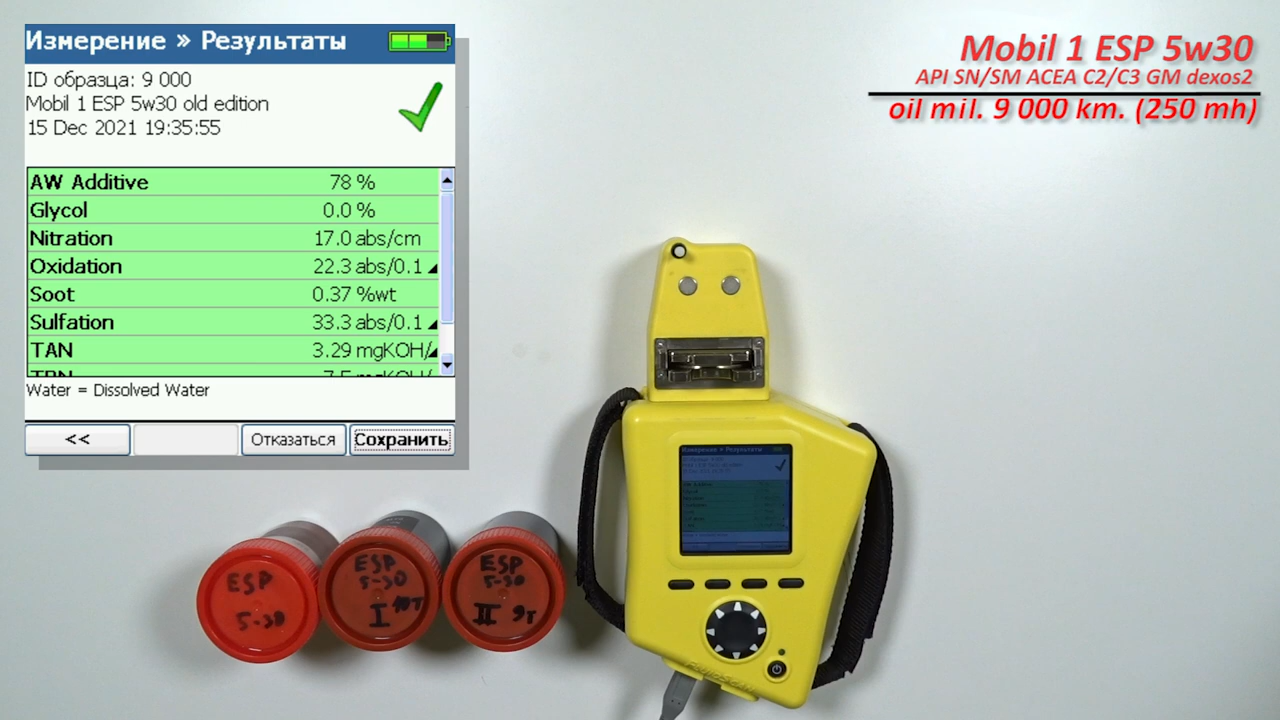 Измерение » Результаты
ID образца: 9 000
Mobil 1 ESP 5w30 old edition
15 Dec 2021 19:35:55
AW Additive 78 %
Glycol 0.0 %
Nitration 17.0 abs/cm
Oxidation 22.3 abs/0.1
Soot 0.37 %wt
Sulfation 33.3 abs/0.1
TAN 3.29 mgKOH/
Water = Dissolved Water
<< Отказаться Сохранить
Mobil 1 ESP 5w30
API SN/SM ACEA C2/C3 GM dexos2
oil mil. 9 000 km. (250 mh)
Измерение » Результаты
ESP
5-30
ESP
5-30
I 10т
ESP
5-30
II 9т